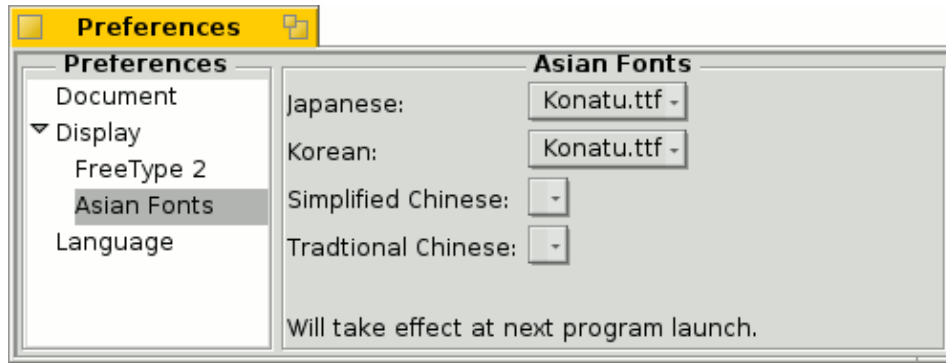 Preferences
Preferences
Document
Display
FreeType 2
Asian Fonts
Language
Asian Fonts
Japanese: Konatu.ttf
Korean: Konatu.ttf
Simplified Chinese:
Tradtional Chinese:
Will take effect at next program launch.